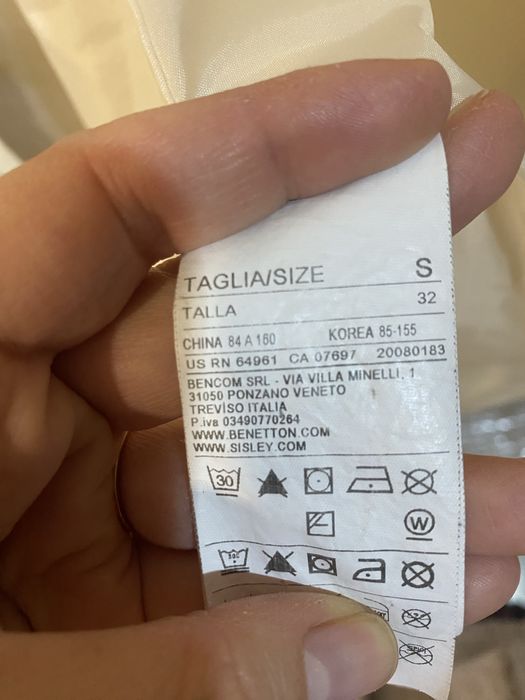 TAGLIA/SIZE S
TALLA 32
CHINA 84 A 160 KOREA 85-155
US RN 64961 CA 07697 20080183
BENCOM SRL - VIA VILLA MINELLI, 1
31050 PONZANO VENETO
TREVISO ITALIA
P.iva 03490770264
WWW.BENETTON.COM
WWW.SISLEY.COM
30
W